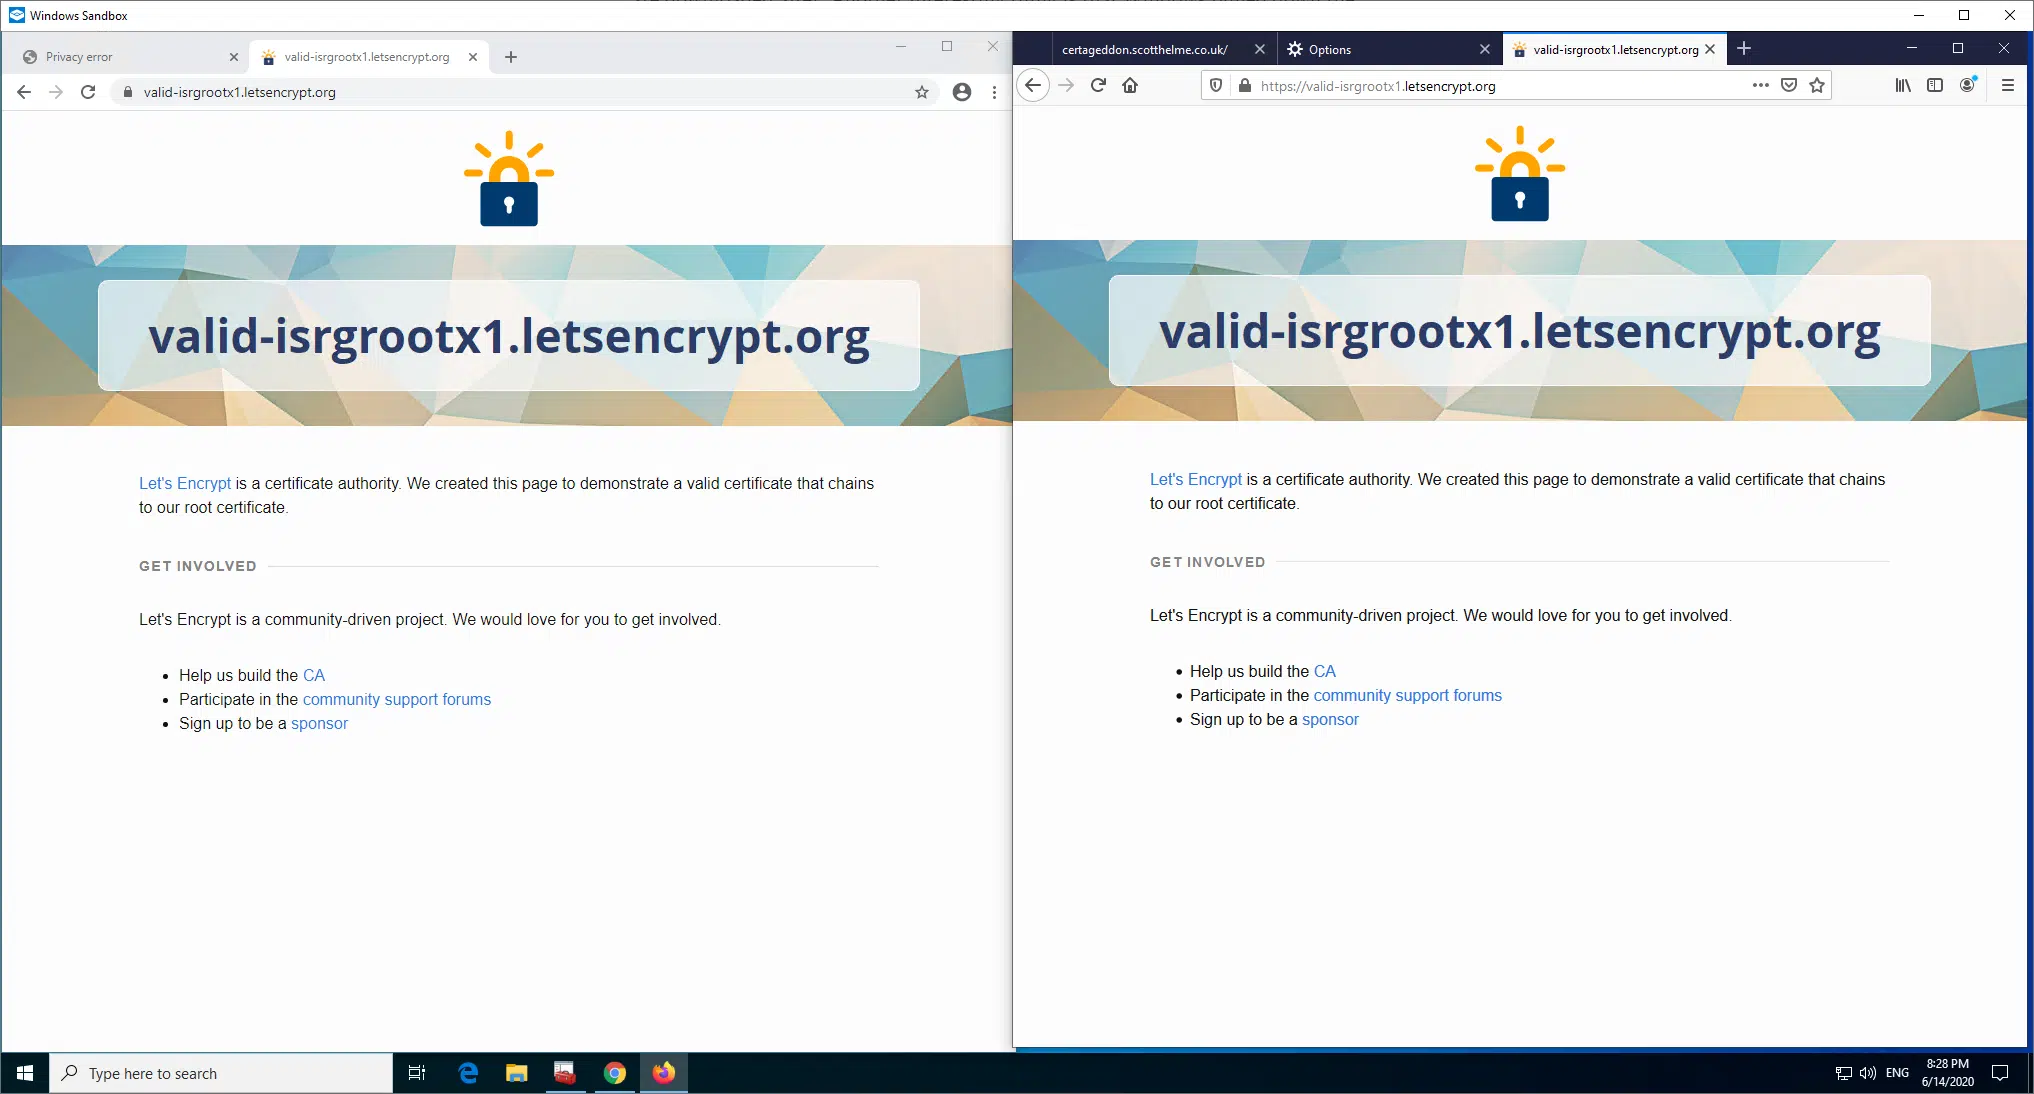 Windows Sandbox
Privacy error
valid-isrgrootx1.letsencrypt.org
valid-isrgrootx1.letsencrypt.org
valid-isrgrootx1.letsencrypt.org
Let's Encrypt is a certificate authority. We created this page to demonstrate a valid certificate that chains
to our root certificate.
GET INVOLVED
Let's Encrypt is a community-driven project. We would love for you to get involved.
Help us build the CA
Participate in the community support forums
Sign up to be a sponsor
certageddon.scotthelme.co.uk/
Options
valid-isrgrootx1.letsencrypt.org
https://valid-isrgrootx1.letsencrypt.org
valid-isrgrootx1.letsencrypt.org
Let's Encrypt is a certificate authority. We created this page to demonstrate a valid certificate that chains
to our root certificate.
GET INVOLVED
Let's Encrypt is a community-driven project. We would love for you to get involved.
Help us build the CA
Participate in the community support forums
Sign up to be a sponsor
Type here to search
ENG
8:28 PM
6/14/2020